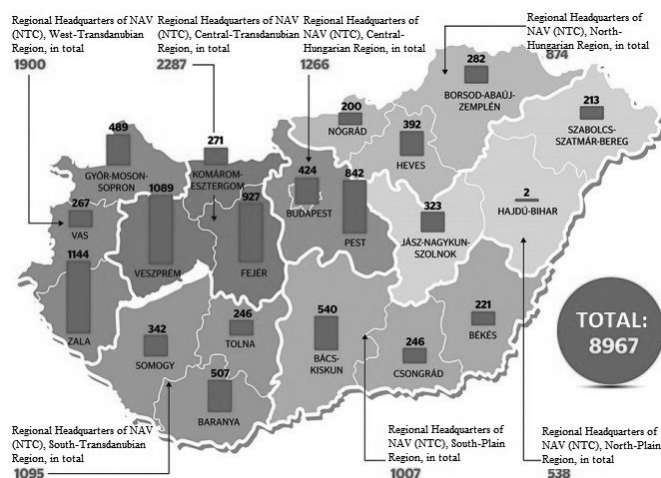 Regional Headquarters of NAV
(NTC), West-Transdanubian
Region, in total
1900
Regional Headquarters of NAV
(NTC), Central-Transdanubian
Region, in total
2287
Regional Headquarters of
NAV (NTC), Central-
Hungarian Region, in total
1266
Regional Headquarters of
NAV (NTC), North-
Hungarian Region, in total
874
282
BORSOD-ABAÚJ-
ZEMPLÉN
213
SZABOLCS-
SZATMÁR-BEREG
200
NÓGRÁD
392
HEVES
489
GYŐR-MOSON-
SOPRON
271
KOMÁROM-
ESZTERGOM
424
BUDAPEST
842
PEST
267
VAS
1089
VESZPRÉM
927
FEJÉR
323
JÁSZ-NAGYKUN-
SZOLNOK
2
HAJDÚ-BIHAR
1144
ZALA
342
SOMOGY
246
TOLNA
507
BARANYA
540
BÁCS-
KISKUN
246
CSONGRÁD
221
BÉKÉS
TOTAL:
8967
Regional Headquarters of NAV
(NTC), South-Transdanubian
Region, in total
1095
Regional Headquarters of
NAV (NTC), South-Plain
Region, in total
1007
Regional Headquarters of
NAV (NTC), North-Plain
Region, in total
538